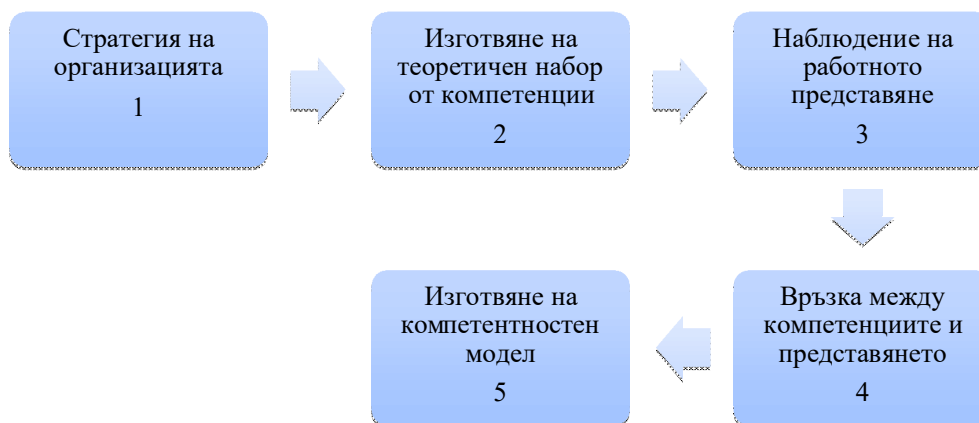 Стратегия на
организацията
1
Изготвяне на
теоретичен набор
от компетенции
2
Наблюдение на
работното
представяне
3
Връзка между
компетенциите и
представянето
4
Изготвяне на
компетентностен
модел
5